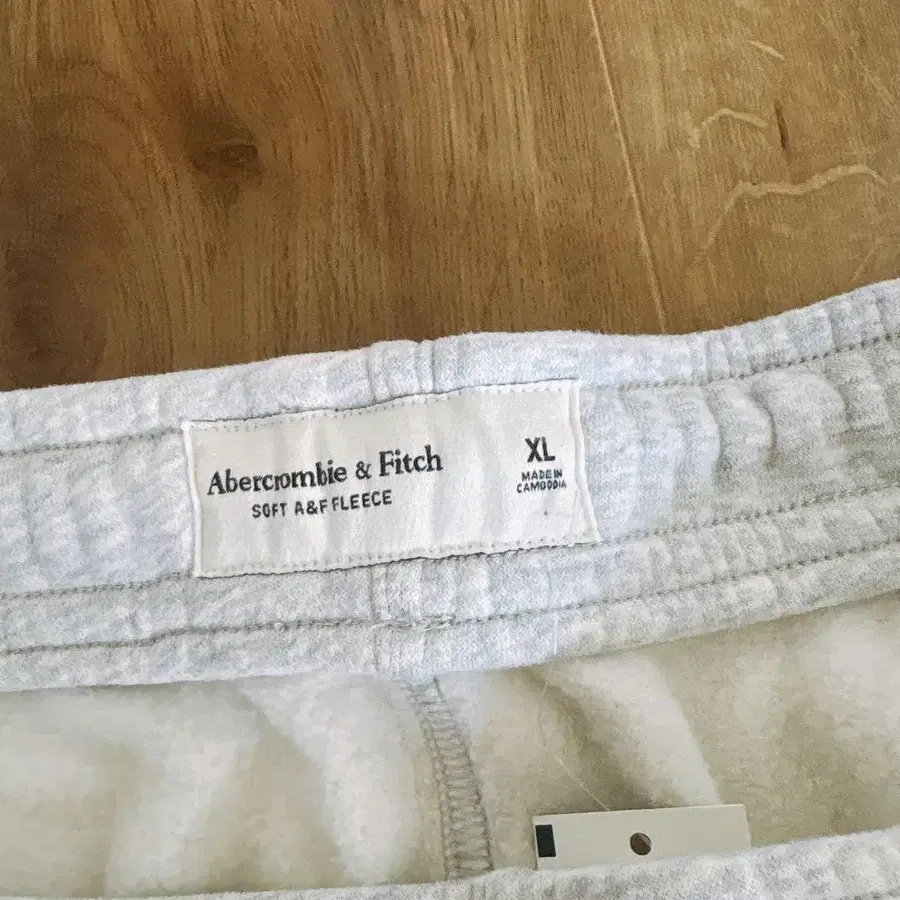 Abercrombie & Fitch
SOFT A&F FLEECE
XL
MADE IN
CAMBODIA